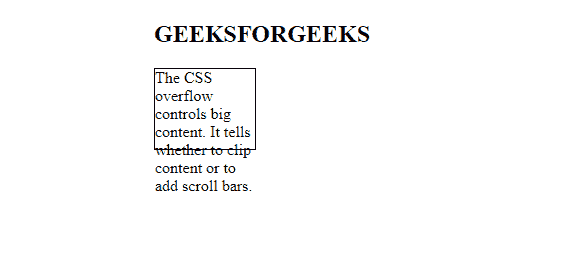 GEEKSFORGEEKS
The CSS
overflow
controls big
content. It tells
whether to clip
content or to
add scroll bars.